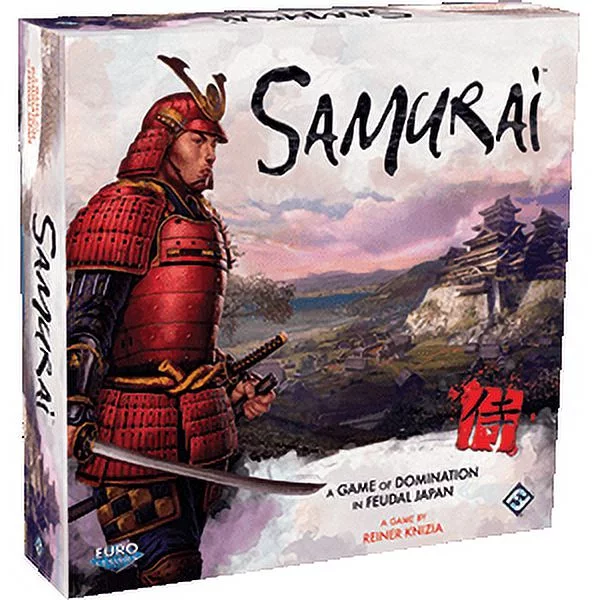 SAMURAI
SAMURAI
侍
A GAME OF DOMINATION
IN FEUDAL JAPAN
A GAME BY
REINER KNIZIA
EURO